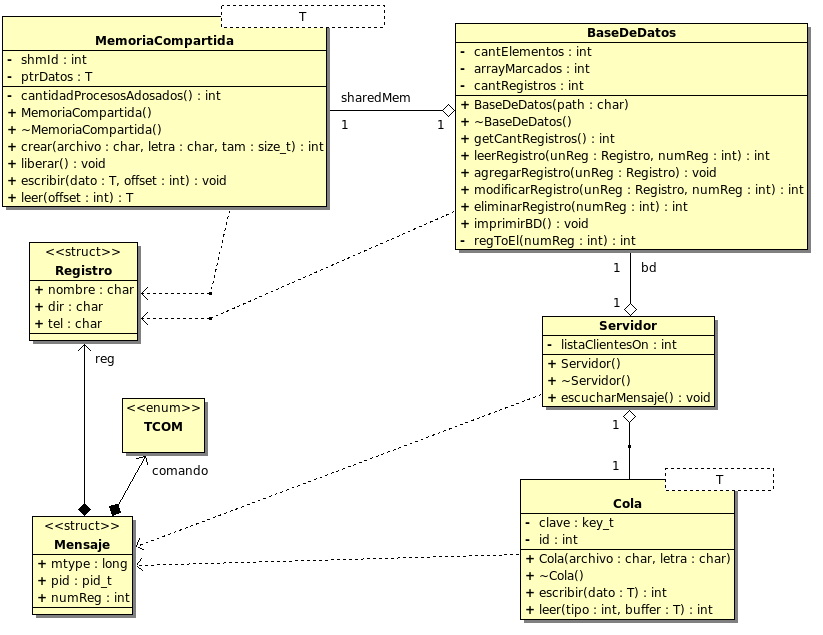 T
MemoriaCompartida
- shmId : int
- ptrDatos : T
- cantidadProcesosAdosados() : int
+ MemoriaCompartida()
+ ~MemoriaCompartida()
+ crear(archivo : char, letra : char, tam : size_t) : int
+ liberar() : void
+ escribir(dato : T, offset : int) : void
+ leer(offset : int) : T
sharedMem
1
1
BaseDeDatos
- cantElementos : int
- arrayMarcados : int
- cantRegistros : int
+ BaseDeDatos(path : char)
+ ~BaseDeDatos()
+ getCantRegistros() : int
+ leerRegistro(unReg : Registro, numReg : int) : int
+ agregarRegistro(unReg : Registro) : void
+ modificarRegistro(unReg : Registro, numReg : int) : int
+ eliminarRegistro(numReg : int) : int
+ imprimirBD() : void
- regToEl(numReg : int) : int
<<struct>>
Registro
+ nombre : char
+ dir : char
+ tel : char
1 bd
1
Servidor
- listaClientesOn : int
+ Servidor()
+ ~Servidor()
+ escucharMensaje() : void
reg
<<enum>>
TCOM
comando
1
1
T
Cola
- clave : key_t
- id : int
+ Cola(archivo : char, letra : char)
+ ~Cola()
+ escribir(dato : T) : int
+ leer(tipo : int, buffer : T) : int
<<struct>>
Mensaje
+ mtype : long
+ pid : pid_t
+ numReg : int